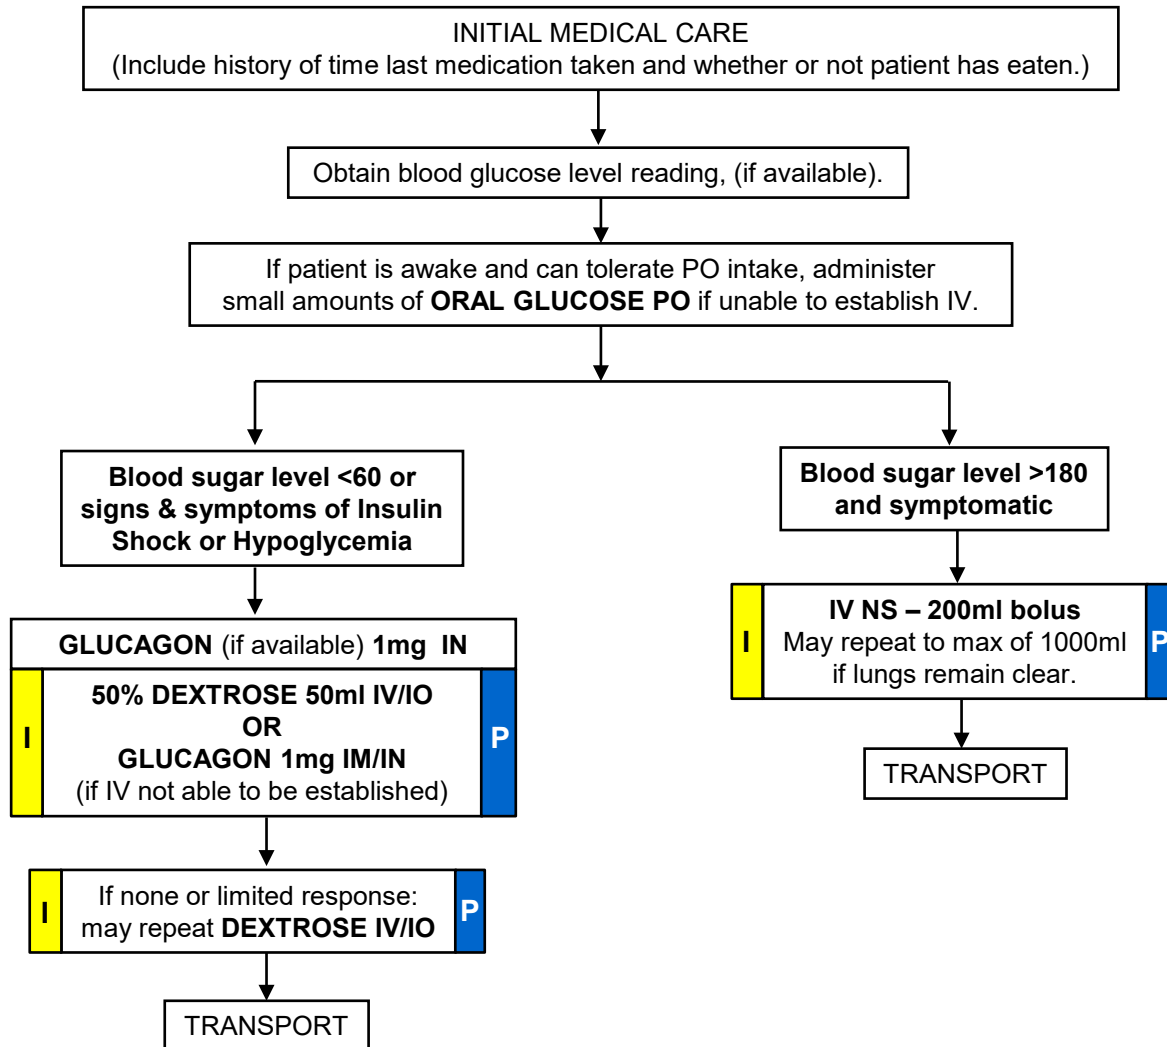 INITIAL MEDICAL CARE
(Include history of time last medication taken and whether or not patient has eaten.)
Obtain blood glucose level reading, (if available).
If patient is awake and can tolerate PO intake, administer
small amounts of ORAL GLUCOSE PO if unable to establish IV.
Blood sugar level <60 or
signs & symptoms of Insulin
Shock or Hypoglycemia
GLUCAGON (if available) 1mg IN
I
50% DEXTROSE 50ml IV/IO
OR
GLUCAGON 1mg IM/IN
(if IV not able to be established)
P
I
If none or limited response:
may repeat DEXTROSE IV/IO
P
TRANSPORT
Blood sugar level >180
and symptomatic
I
IV NS – 200ml bolus
May repeat to max of 1000ml
if lungs remain clear.
P
TRANSPORT